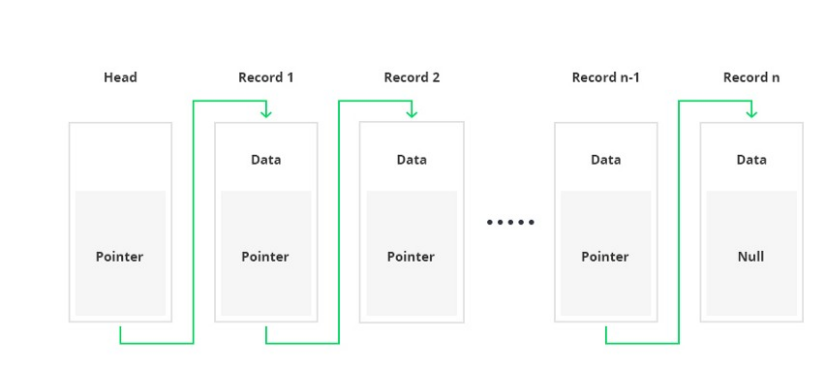 Head Record 1 Record 2 Record n-1 Record n
Data Data Data Data
.....
Pointer Pointer Pointer Pointer Null